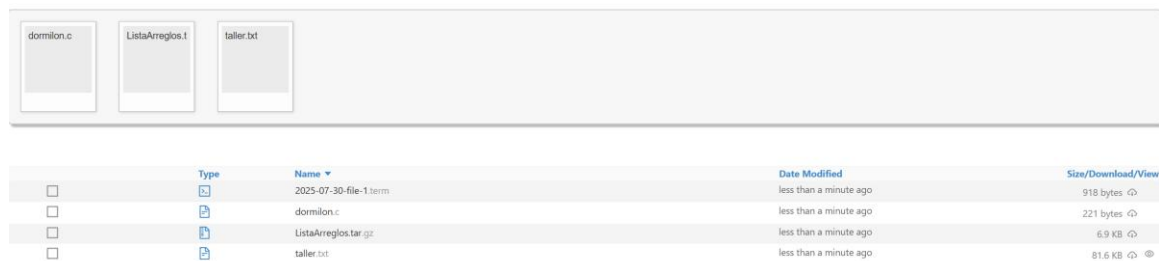 dormilon.c ListaArreglos.t taller.txt
Type Name ▼ Date Modified Size/Download/View
2025-07-30-file-1.term less than a minute ago 918 bytes
dormilon.c less than a minute ago 221 bytes
ListaArreglos.tar.gz less than a minute ago 6.9 KB
taller.txt less than a minute ago 81.6 KB